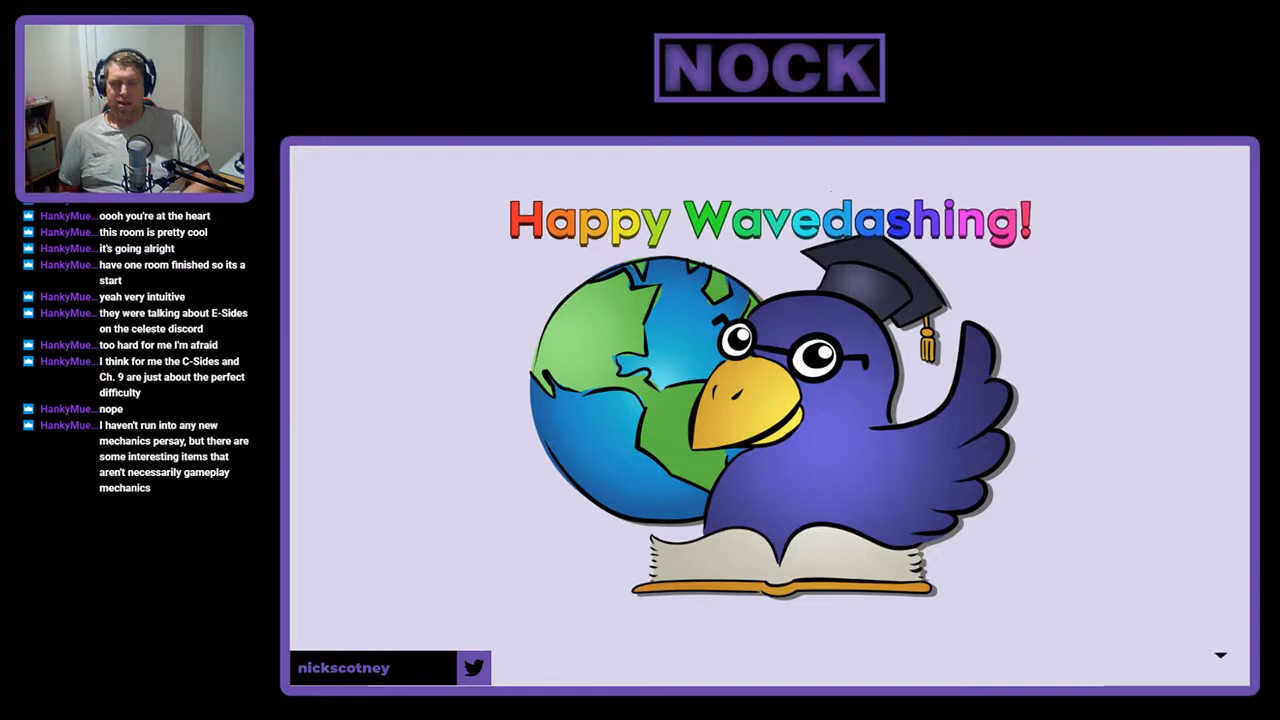 NOCK
HankyMue... oooh you're at the heart
HankyMue... this room is pretty cool
HankyMue... it's going alright
HankyMue... have one room finished so its a
start
HankyMue... yeah very intuitive
HankyMue... they were talking about E-Sides
on the celeste discord
HankyMue... too hard for me I'm afraid
HankyMue... I think for me the C-Sides and
Ch. 9 are just about the perfect
difficulty
HankyMue... nope
HankyMue... I haven't run into any new
mechanics persay, but there are
some interesting items that
aren't necessarily gameplay
mechanics
Happy Wavedashing!
nickscotney